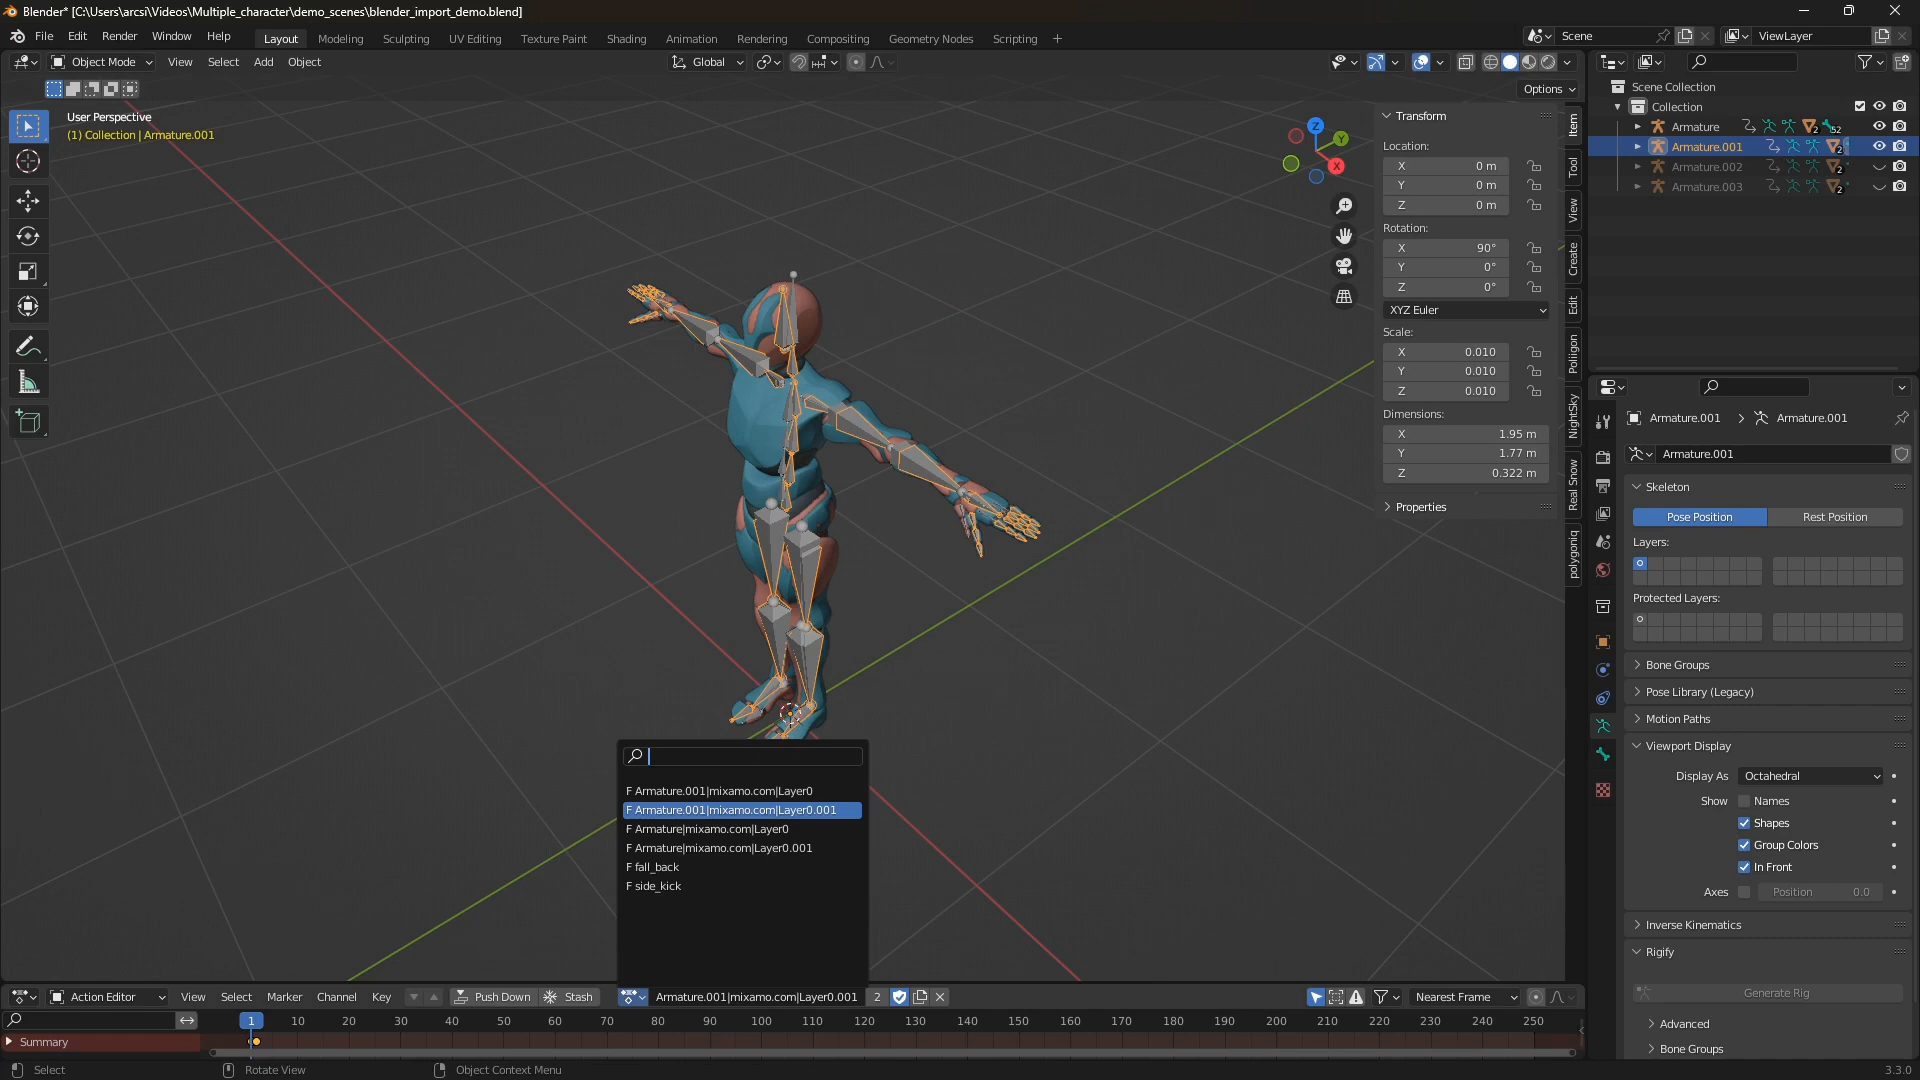 Blender* [C:\Users\arcsi\Videos\Multiple_character\demo_scenes\blender_import_demo.blend]
File Edit Render Window Help Layout Modeling Sculpting UV Editing Texture Paint Shading Animation Rendering Compositing Geometry Nodes Scripting + Scene ViewLayer
Object Mode View Select Add Object Global
Options
User Perspective
(1) Collection | Armature.001
Z
Y
X
Transform
Location:
X 0 m
Y 0 m
Z 0 m
Rotation:
X 90°
Y 0°
Z 0°
XYZ Euler
Scale:
X 0.010
Y 0.010
Z 0.010
Dimensions:
X 1.95 m
Y 1.77 m
Z 0.322 m
Properties
Item
Tool
View
Create
Edit
Poliigon
NightSky
Real Snow
polygoniq
Scene Collection
Collection
Armature 2 52
Armature.001 2
Armature.002 2
Armature.003 2
Armature.001 > Armature.001
Armature.001
Skeleton
Pose Position Rest Position
Layers:
Protected Layers:
Bone Groups
Pose Library (Legacy)
Motion Paths
Viewport Display
Display As Octahedral
Show Names
Shapes
Group Colors
In Front
Axes Position 0.0
Inverse Kinematics
Rigify
Generate Rig
Advanced
Bone Groups
F Armature.001|mixamo.com|Layer0
F Armature.001|mixamo.com|Layer0.001
F Armature|mixamo.com|Layer0
F Armature|mixamo.com|Layer0.001
F fall_back
F side_kick
Action Editor View Select Marker Channel Key Push Down Stash Armature.001|mixamo.com|Layer0.001 2 Nearest Frame
1 10 20 30 40 50 60 70 80 90 100 110 120 130 140 150 160 170 180 190 200 210 220 230 240 250
Summary
Select Rotate View Object Context Menu 3.3.0